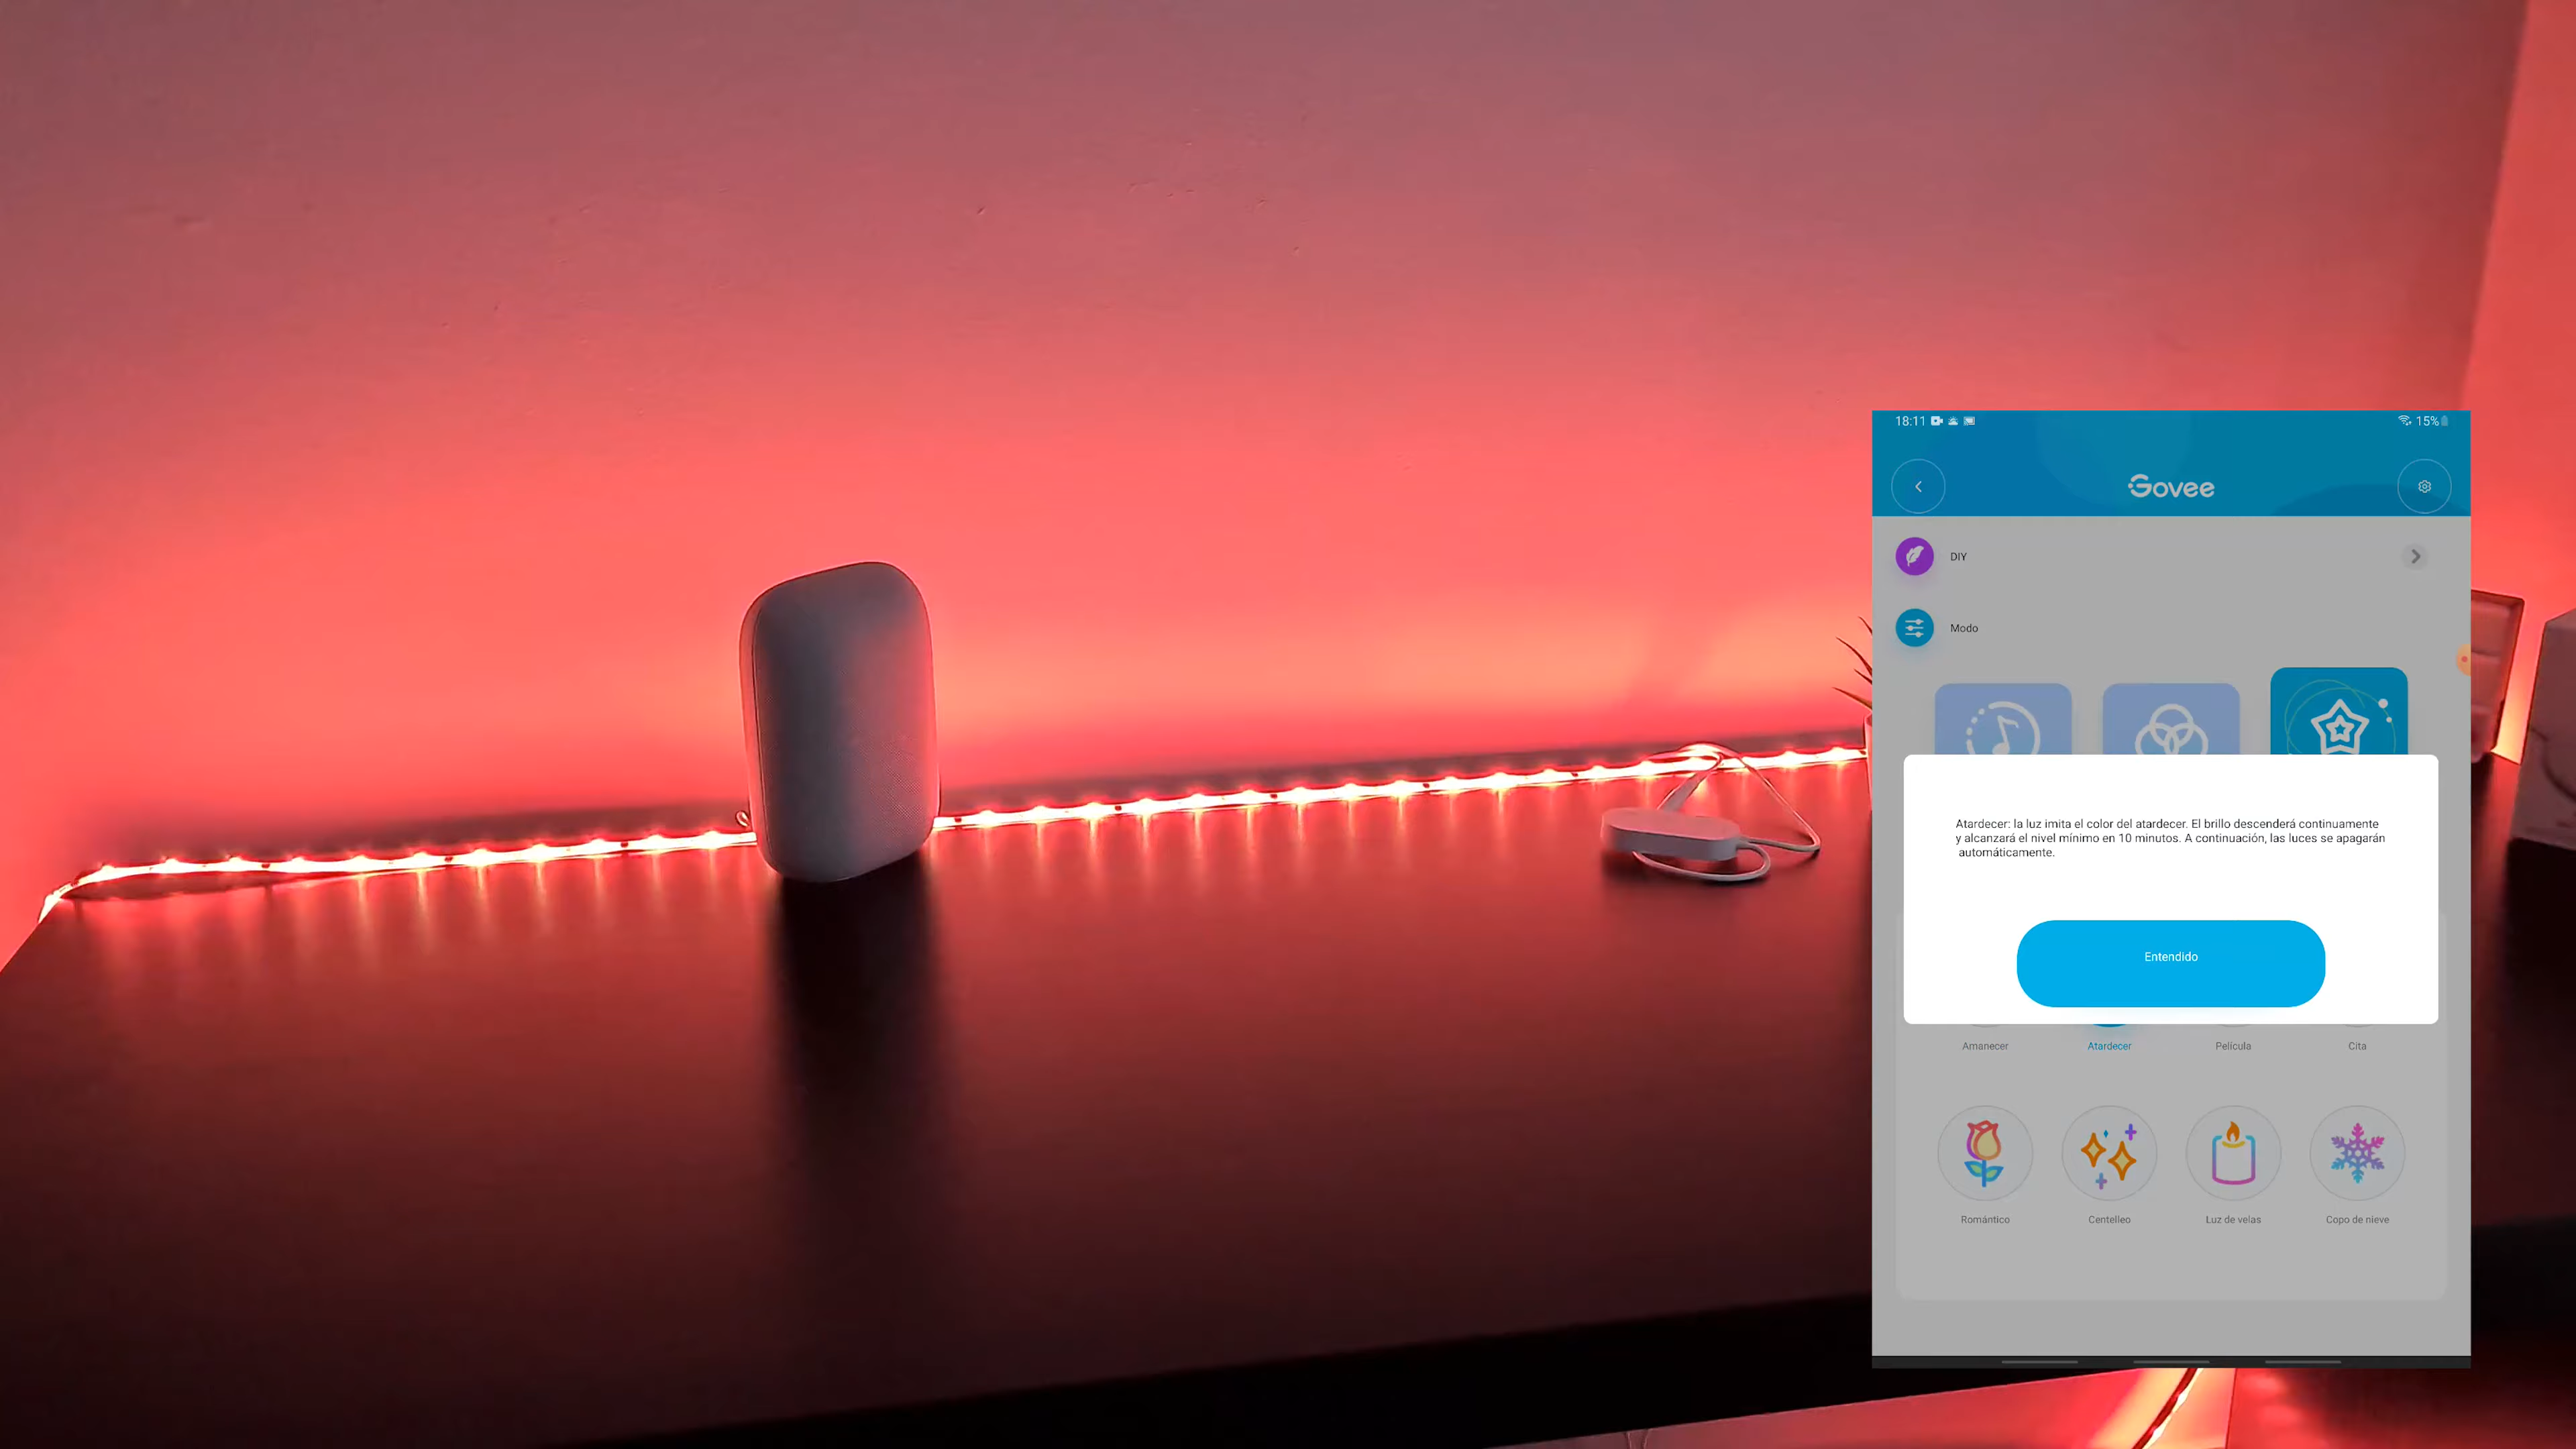 18:11
15%
Govee
DIY
Modo
Atardecer: la luz imita el color del atardecer. El brillo descenderá continuamente
y alcanzará el nivel mínimo en 10 minutos. A continuación, las luces se apagarán
automáticamente.
Entendido
Amanecer
Atardecer
Película
Cita
Romántico
Centelleo
Luz de velas
Copo de nieve